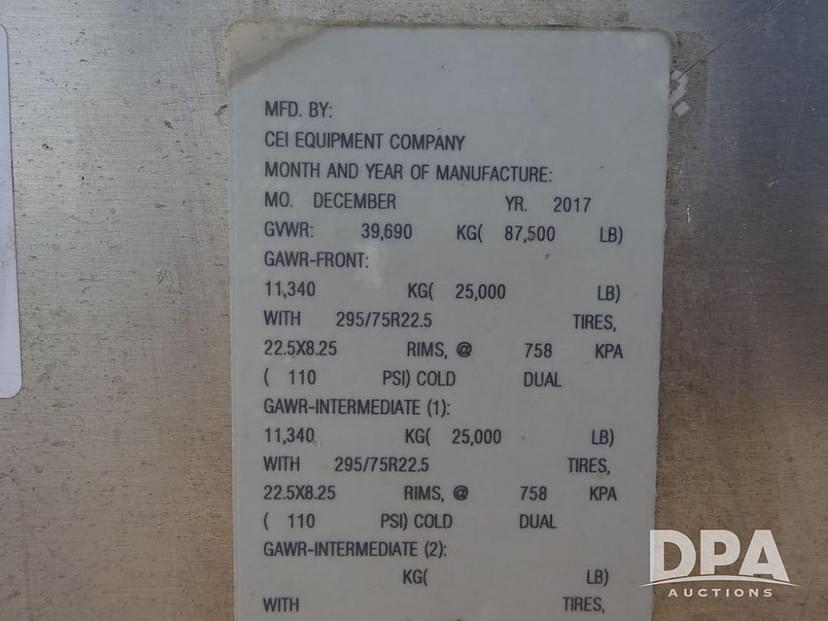 MFD. BY:
CEI EQUIPMENT COMPANY
MONTH AND YEAR OF MANUFACTURE:
MO. DECEMBER YR. 2017
GVWR: 39,690 KG( 87,500 LB)
GAWR-FRONT:
11,340 KG( 25,000 LB)
WITH 295/75R22.5 TIRES,
22.5X8.25 RIMS, @ 758 KPA
( 110 PSI) COLD DUAL
GAWR-INTERMEDIATE (1):
11,340 KG( 25,000 LB)
WITH 295/75R22.5 TIRES,
22.5X8.25 RIMS, @ 758 KPA
( 110 PSI) COLD DUAL
GAWR-INTERMEDIATE (2):
KG( LB)
WITH TIRES,
DPA
AUCTIONS